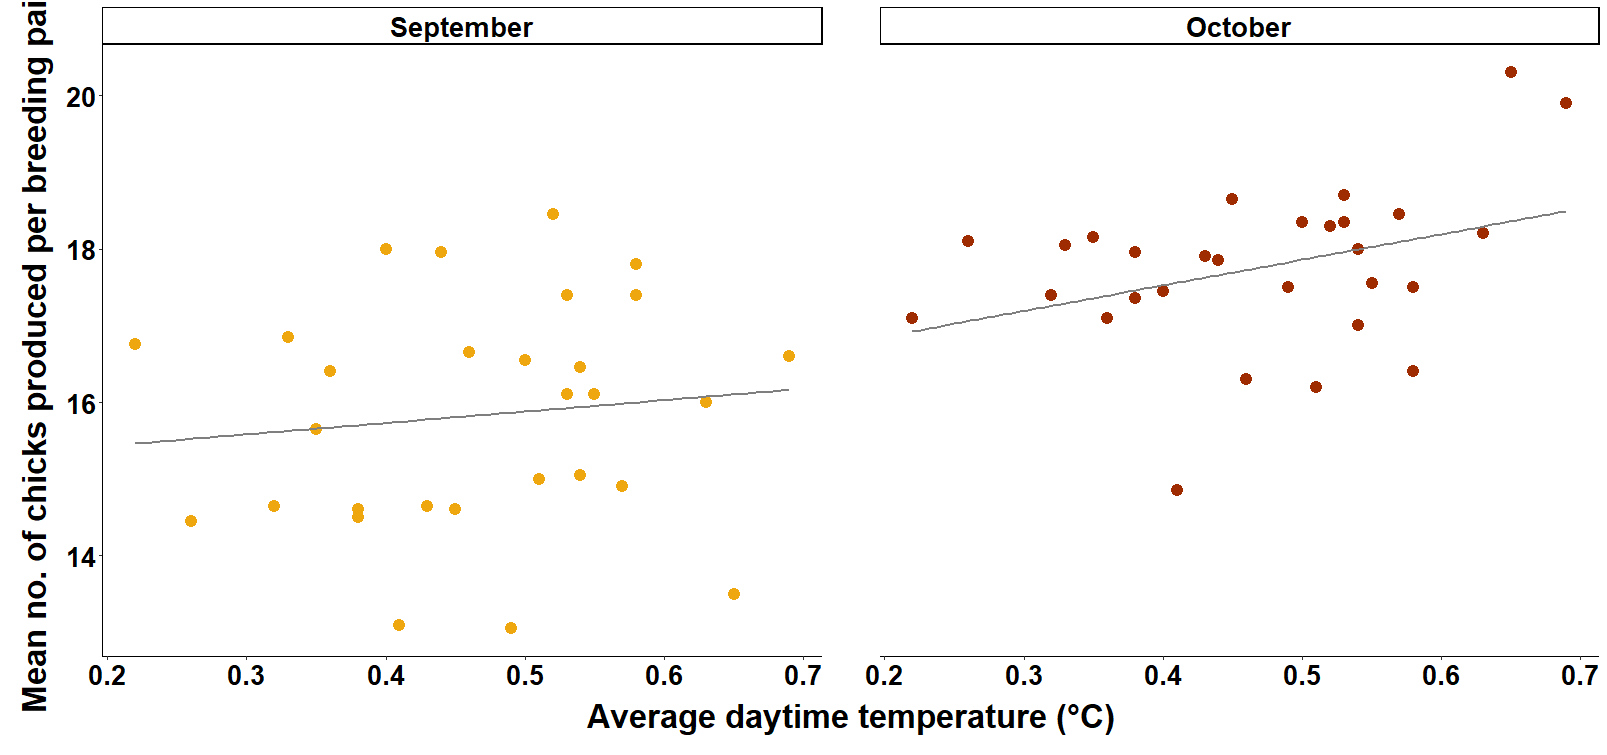 September
October
Mean no. of chicks produced per breeding pai
20
18
16
14
0.2 0.3 0.4 0.5 0.6 0.7
0.2 0.3 0.4 0.5 0.6 0.7
Average daytime temperature (°C)